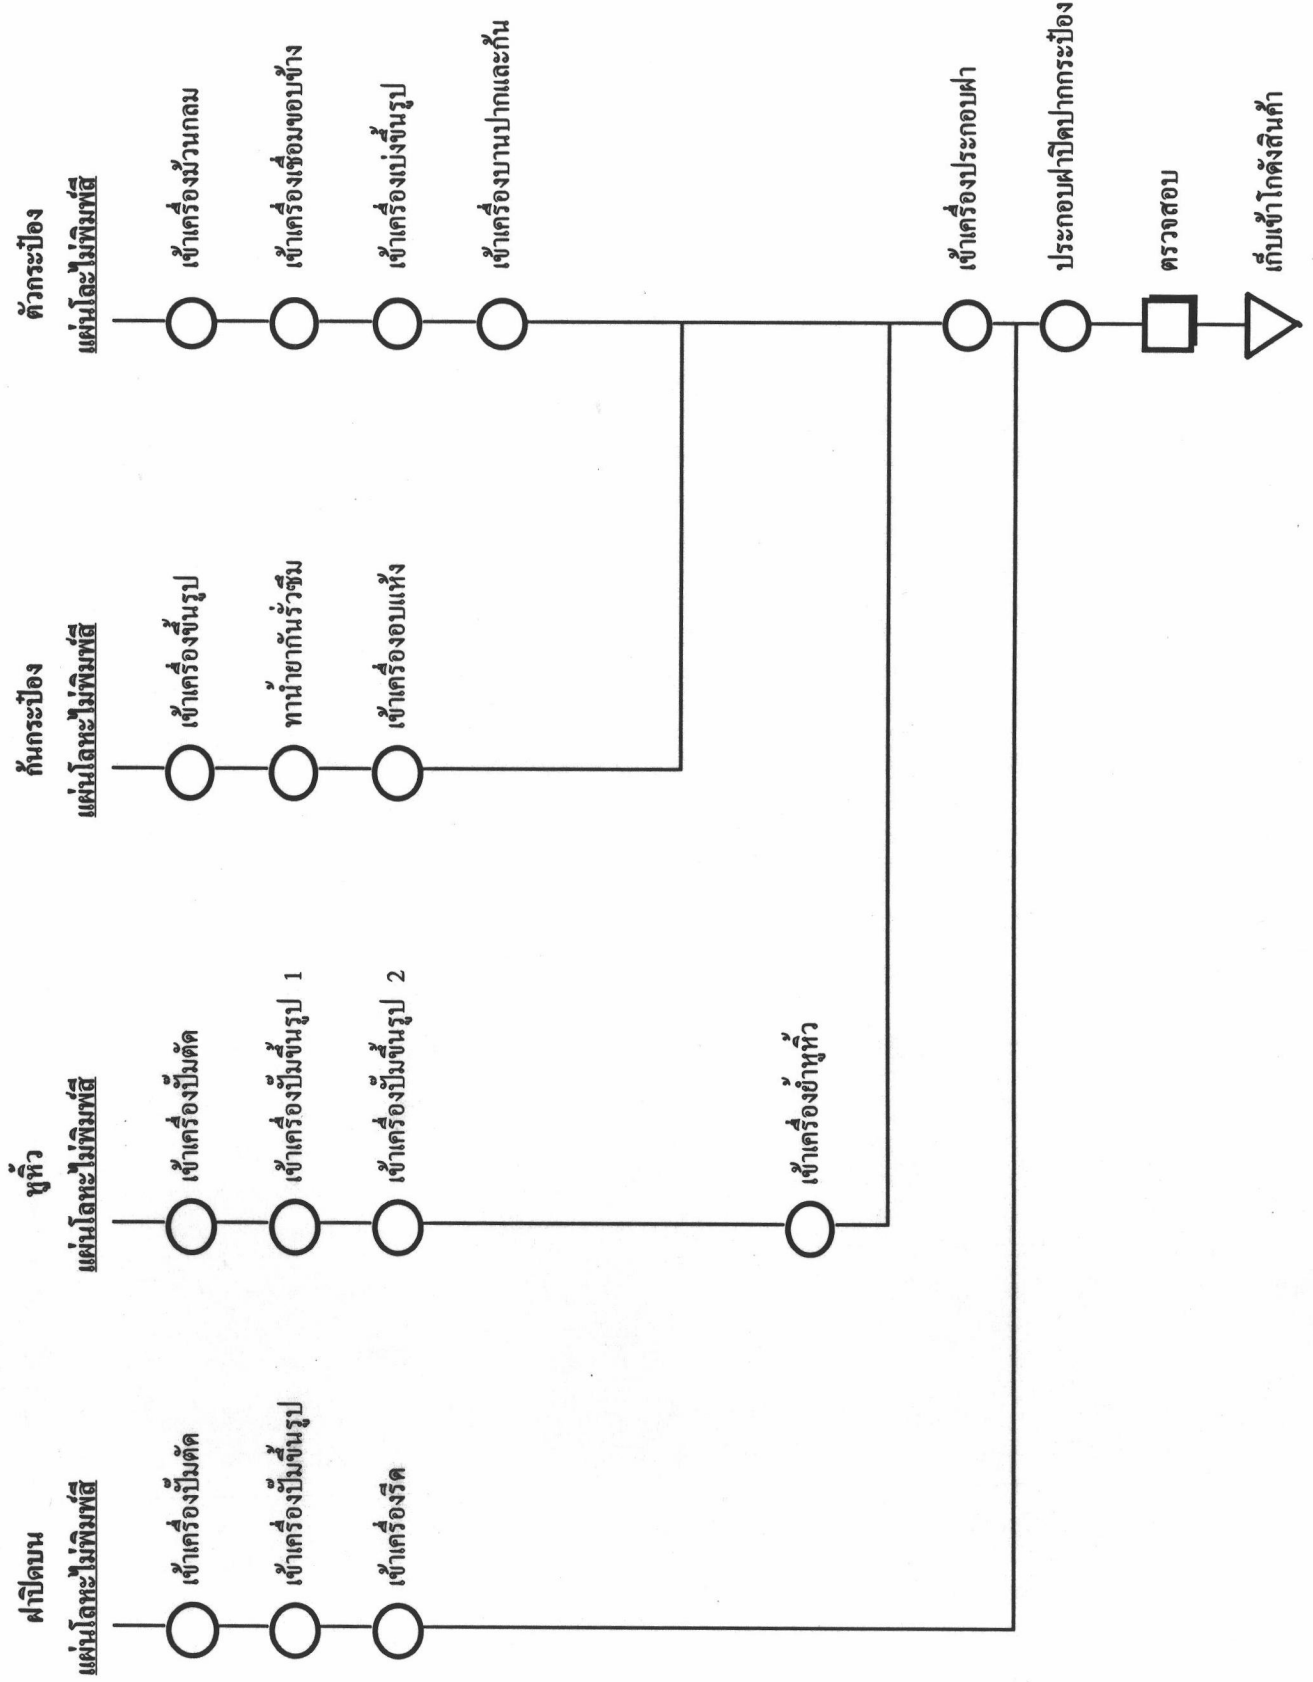 ฝาปิดบน
แผ่นโลหะไม่พิมพ์สี
เข้าเครื่องปั๊มตัด
เข้าเครื่องปั๊มขึ้นรูป
เข้าเครื่องรีด
หูหิ้ว
แผ่นโลหะไม่พิมพ์สี
เข้าเครื่องปั๊มตัด
เข้าเครื่องปั๊มขึ้นรูป 1
เข้าเครื่องปั๊มขึ้นรูป 2
เข้าเครื่องย้ำหูหิ้ว
ก้นกระป๋อง
แผ่นโลหะไม่พิมพ์สี
เข้าเครื่องขึ้นรูป
ทาน้ำยากันรั่วซึม
เข้าเครื่องอบแห้ง
ตัวกระป๋อง
แผ่นโละไม่พิมพ์สี
เข้าเครื่องม้วนกลม
เข้าเครื่องเชื่อมขอบข้าง
เข้าเครื่องเบ่งขึ้นรูป
เข้าเครื่องบานปากและก้น
เข้าเครื่องประกอบฝา
ประกอบฝาปิดปากกระป๋อง
ตรวจสอบ
เก็บเข้าโกดังสินค้า